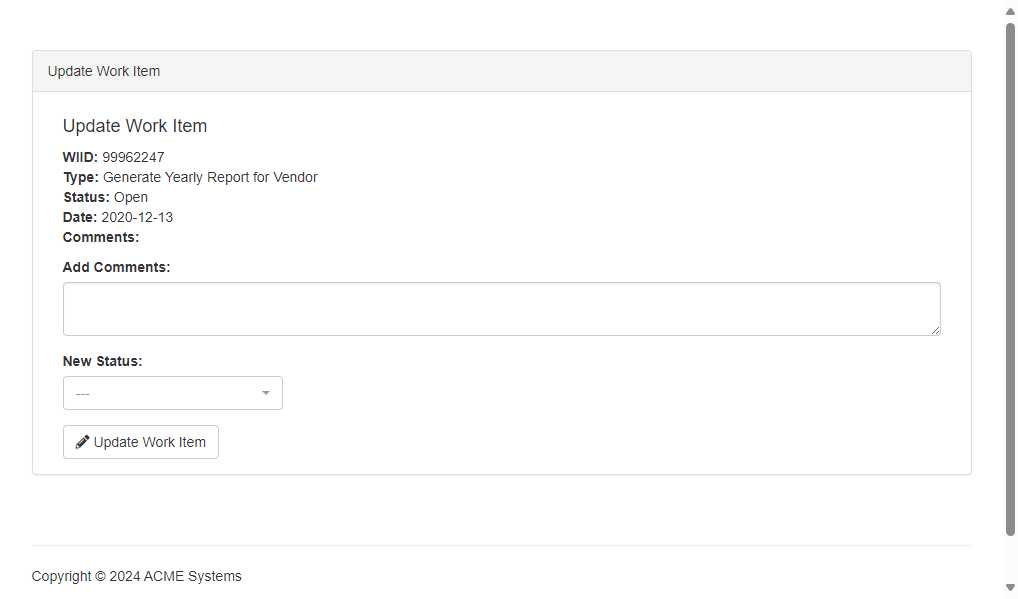 Update Work Item
Update Work Item
WIID: 99962247
Type: Generate Yearly Report for Vendor
Status: Open
Date: 2020-12-13
Comments:
Add Comments:
New Status:
---
Update Work Item
Copyright © 2024 ACME Systems